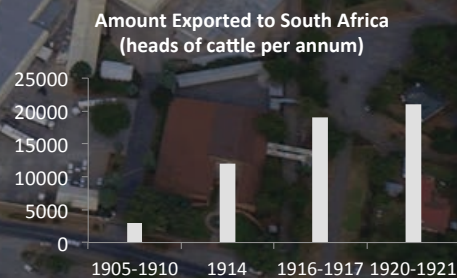 Amount Exported to South Africa
(heads of cattle per annum)
25000
20000
15000
10000
5000
0
1905-1910 1914 1916-1917 1920-1921